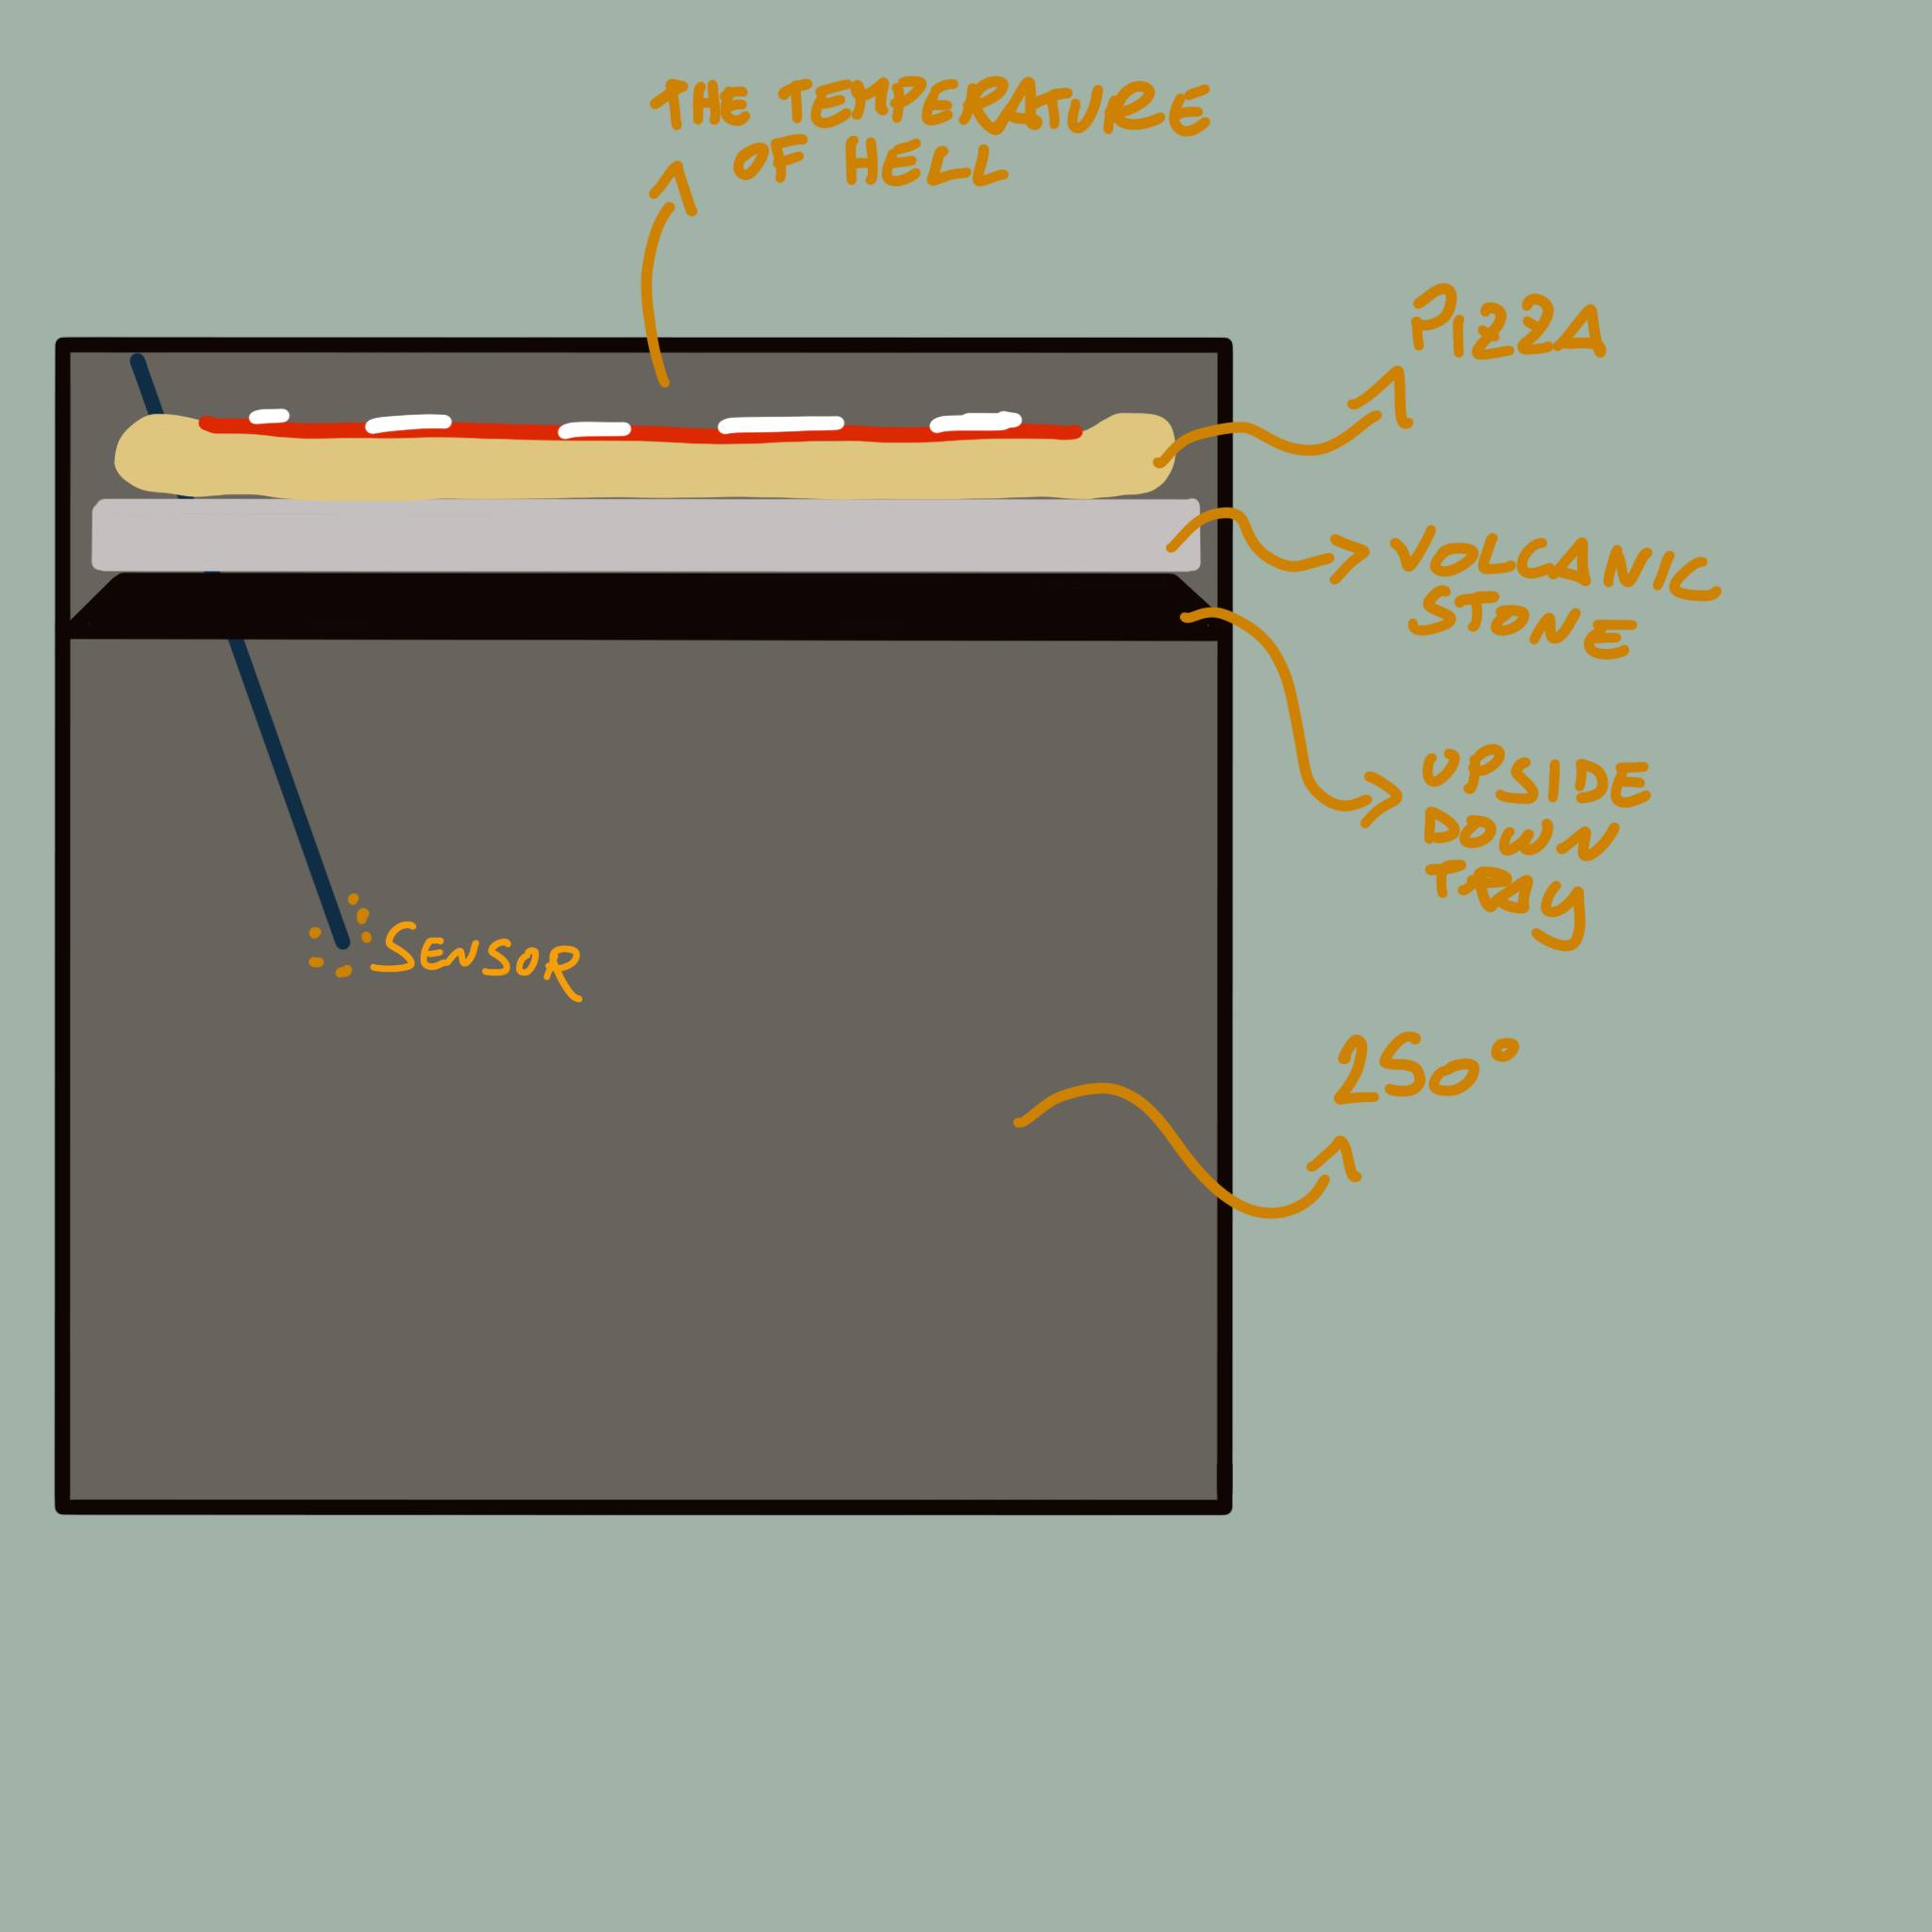 THE TEMPERATURE
OF HELL
PIZZA
VOLCANIC
STONE
UPSIDE
DOWN
TRAY
SENSOR
250°